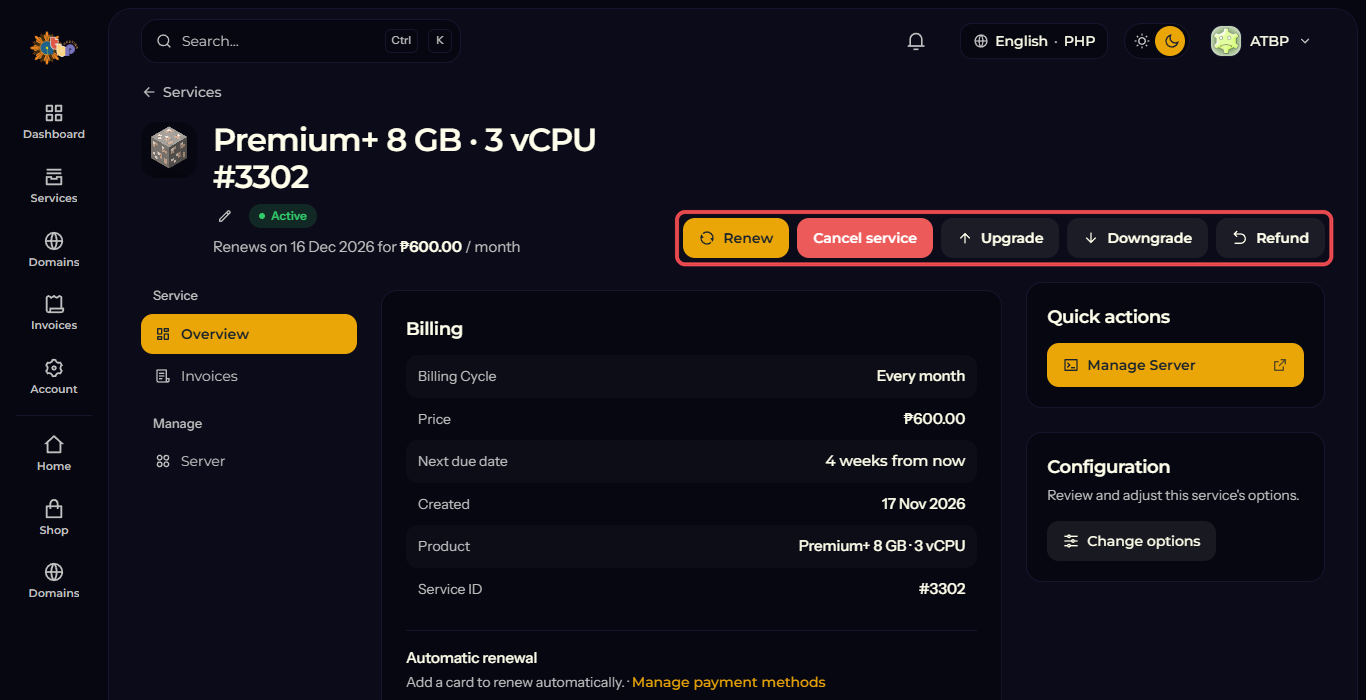 Search...
Ctrl
K
English · PHP
ATBP
Dashboard
Services
Domains
Invoices
Account
Home
Shop
Domains
Services
Premium+ 8 GB · 3 vCPU
#3302
Active
Renews on 16 Dec 2026 for ₱600.00 / month
Renew
Cancel service
Upgrade
Downgrade
Refund
Service
Overview
Invoices
Manage
Server
Billing
Billing Cycle
Every month
Price
₱600.00
Next due date
4 weeks from now
Created
17 Nov 2026
Product
Premium+ 8 GB · 3 vCPU
Service ID
#3302
Automatic renewal
Add a card to renew automatically. · Manage payment methods
Quick actions
Manage Server
Configuration
Review and adjust this service's options.
Change options